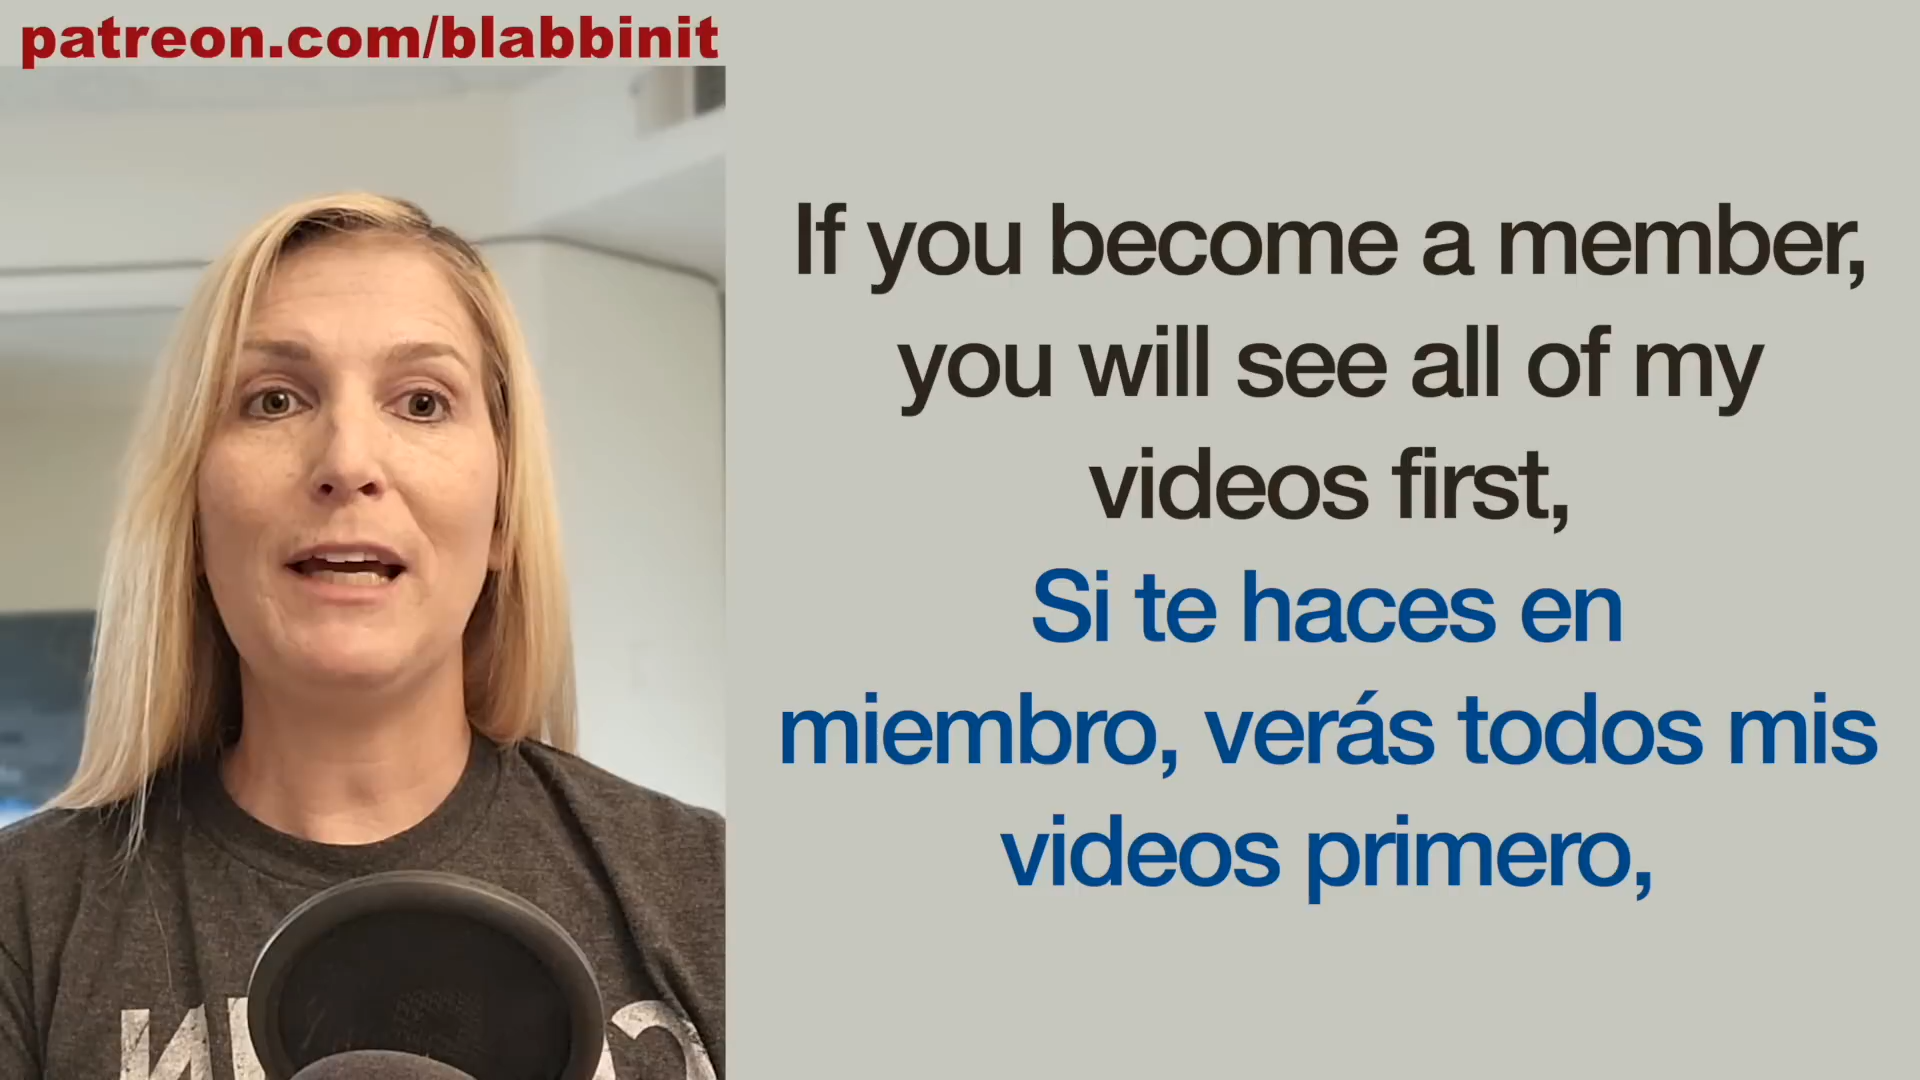 patreon.com/blabbinit
If you become a member,
you will see all of my
videos first,
Si te haces en
miembro, verás todos mis
videos primero,